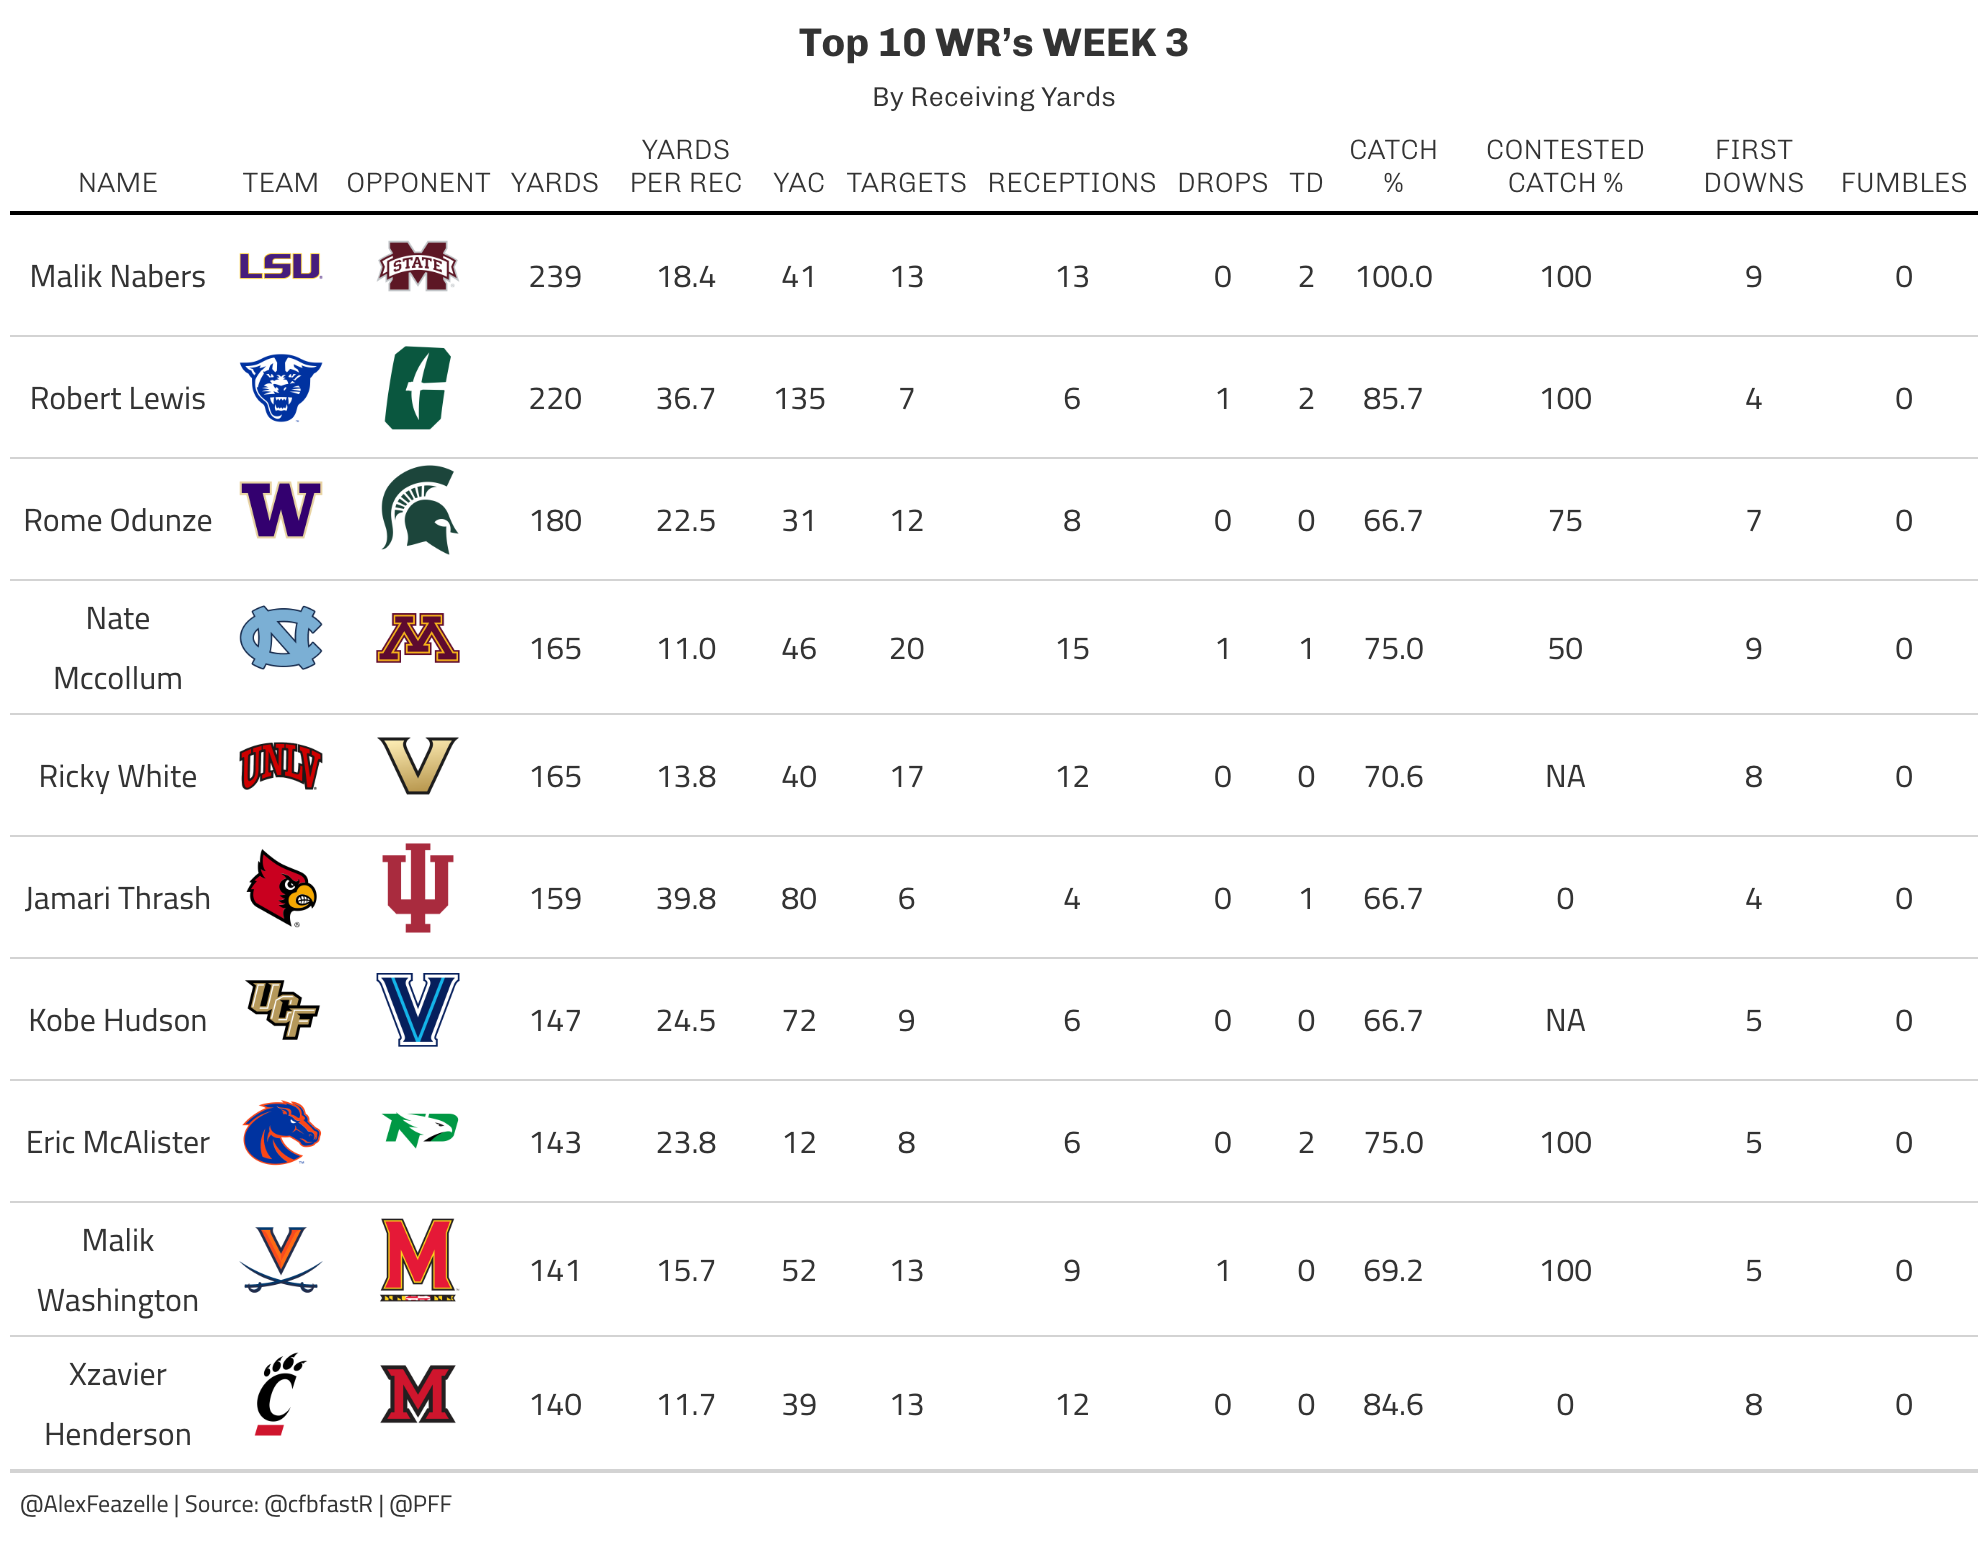 Top 10 WR’s WEEK 3
By Receiving Yards
NAME TEAM OPPONENT YARDS YARDS PER REC YAC TARGETS RECEPTIONS DROPS TD CATCH % CONTESTED CATCH % FIRST DOWNS FUMBLES
Malik Nabers LSU STATE 239 18.4 41 13 13 0 2 100.0 100 9 0
Robert Lewis 220 36.7 135 7 6 1 2 85.7 100 4 0
Rome Odunze W 180 22.5 31 12 8 0 0 66.7 75 7 0
Nate Mccollum NC M 165 11.0 46 20 15 1 1 75.0 50 9 0
Ricky White UNLV V 165 13.8 40 17 12 0 0 70.6 NA 8 0
Jamari Thrash IU 159 39.8 80 6 4 0 1 66.7 0 4 0
Kobe Hudson UCF V 147 24.5 72 9 6 0 0 66.7 NA 5 0
Eric McAlister ND 143 23.8 12 8 6 0 2 75.0 100 5 0
Malik Washington V M 141 15.7 52 13 9 1 0 69.2 100 5 0
Xzavier Henderson C M 140 11.7 39 13 12 0 0 84.6 0 8 0
@AlexFeazelle | Source: @cfbfastR | @PFF